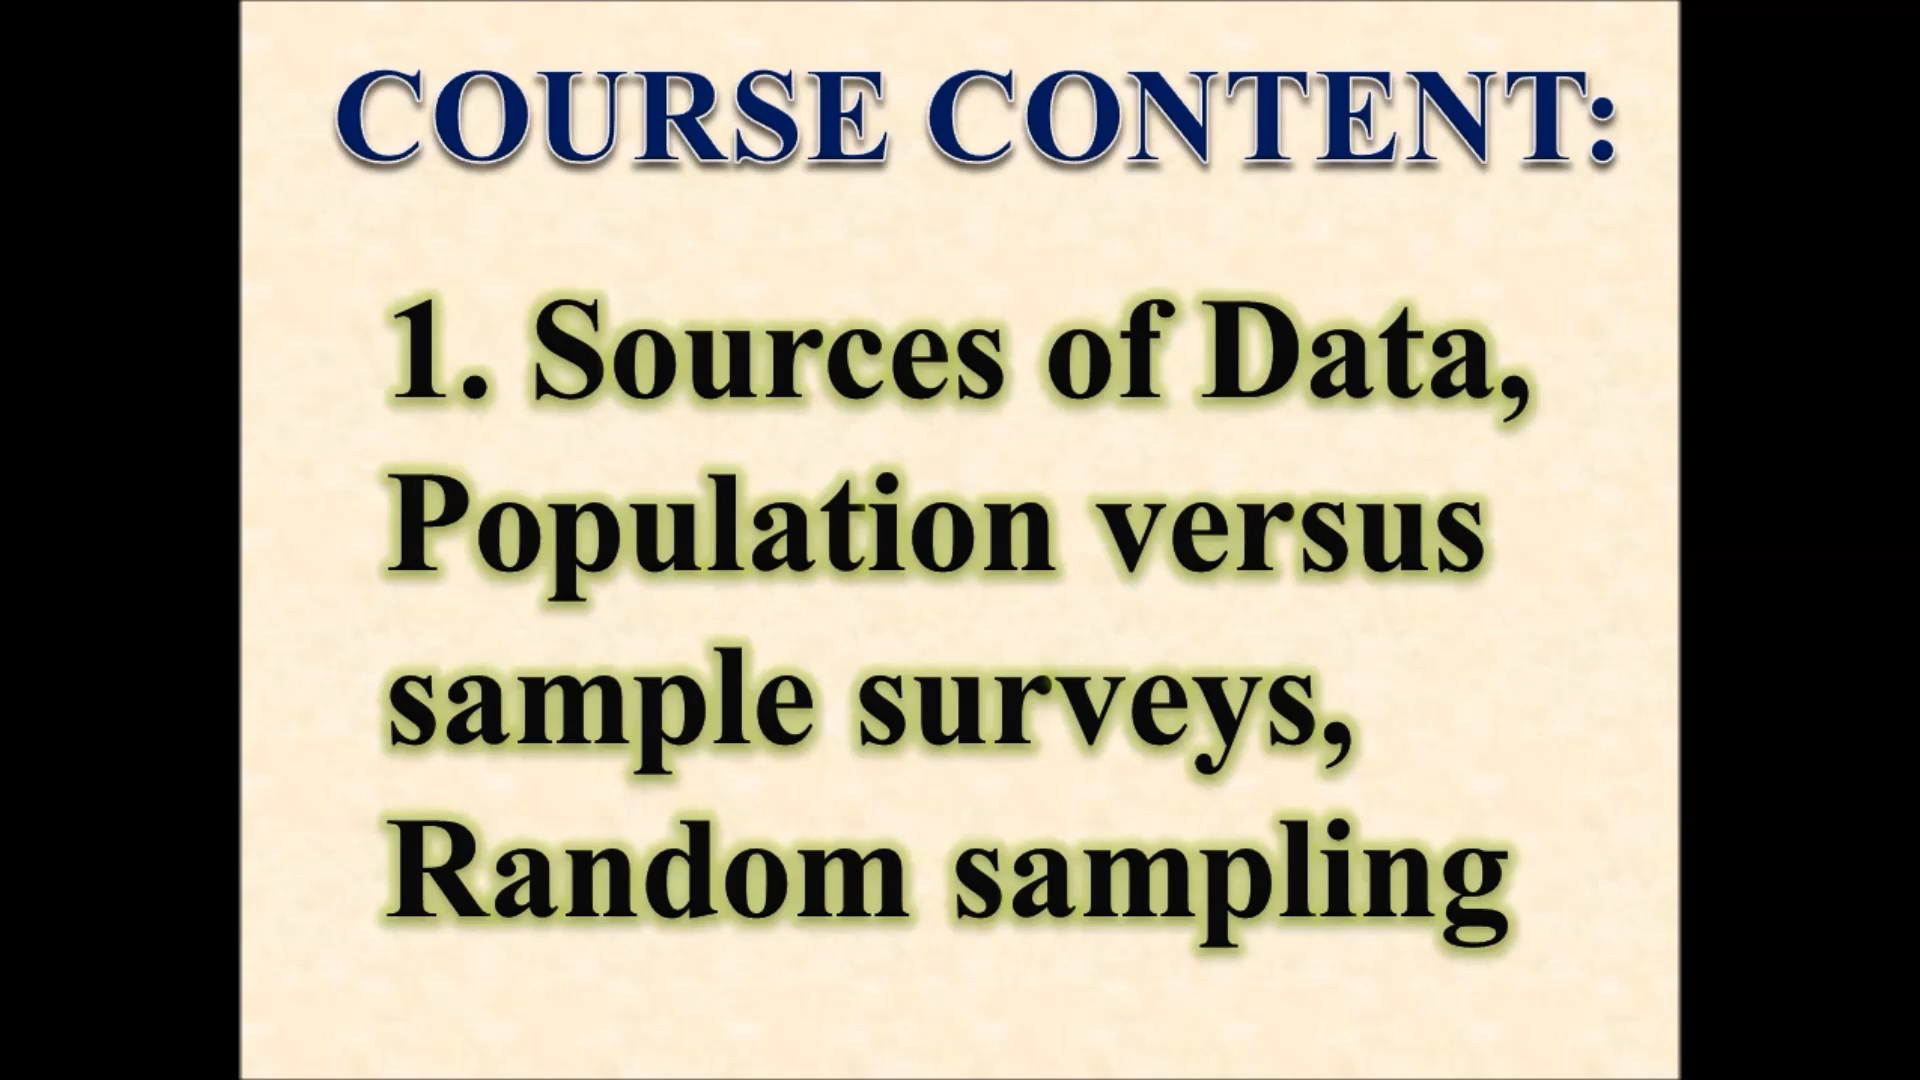 COURSE CONTENT:
1. Sources of Data,
Population versus
sample surveys,
Random sampling